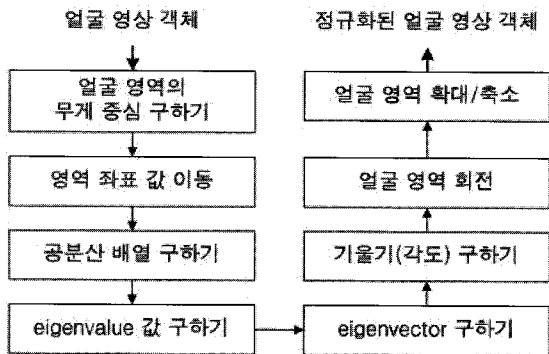 얼굴 영상 객체
얼굴 영역의
무게 중심 구하기
영역 좌표 값 이동
공분산 배열 구하기
eigenvalue 값 구하기
eigenvector 구하기
기울기(각도) 구하기
얼굴 영역 회전
얼굴 영역 확대/축소
정규화된 얼굴 영상 객체